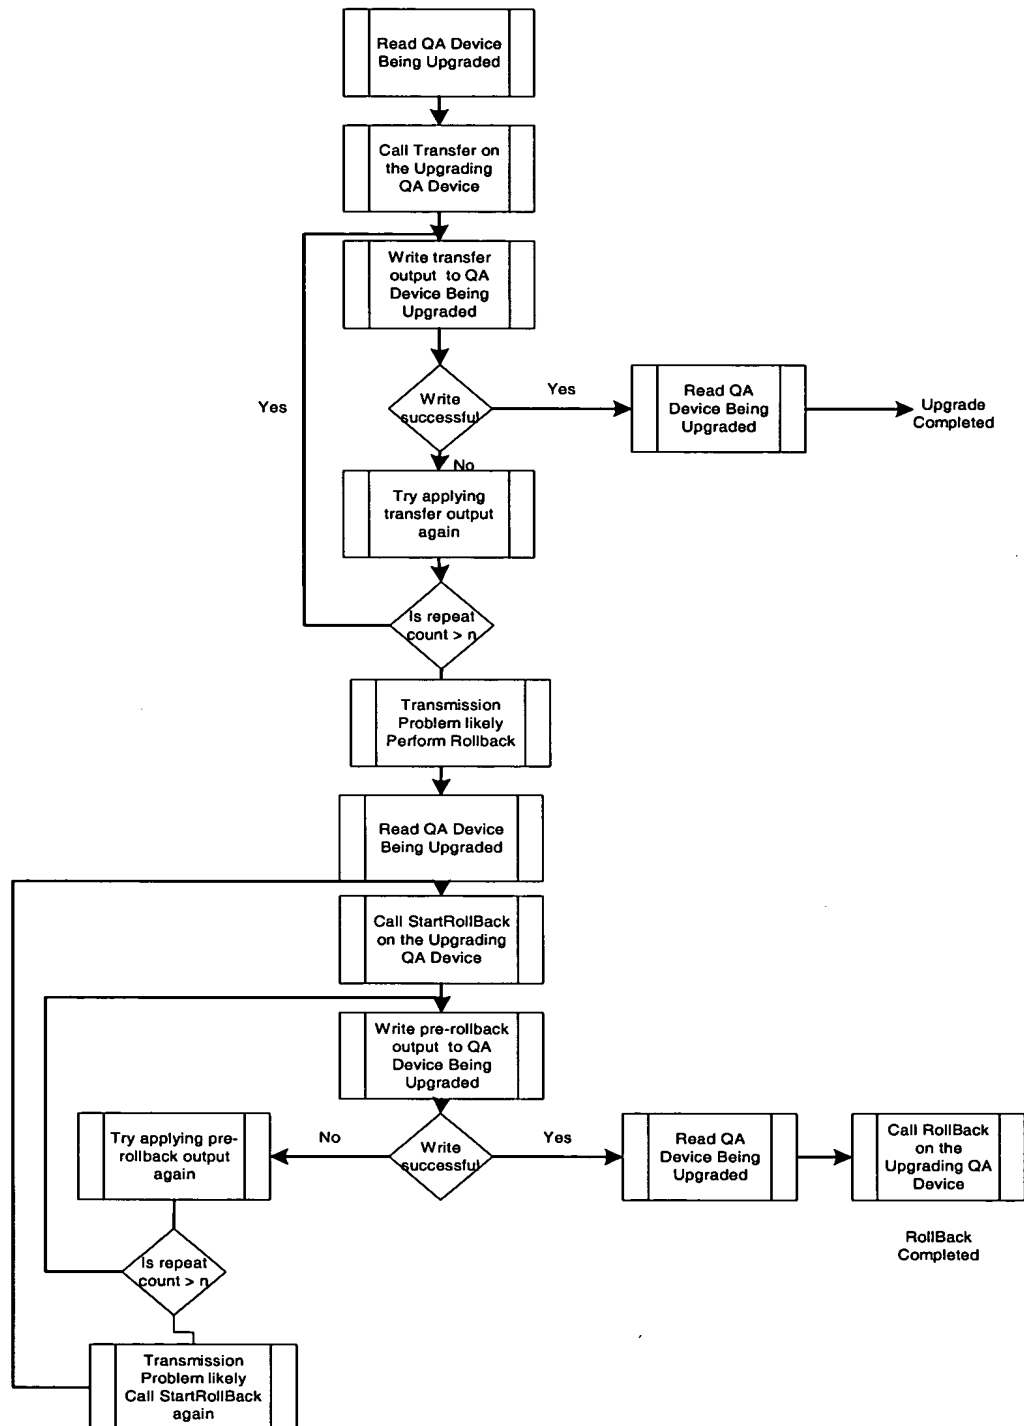 Read QA Device
Being Upgraded
Call Transfer on
the Upgrading
QA Device
Write transfer
output to QA
Device Being
Upgraded
Yes
Write
successful
Yes
Read QA
Device Being
Upgraded
Upgrade
Completed
No
Try applying
transfer output
again
Is repeat
count > n
Transmission
Problem likely
Perform Rollback
Read QA Device
Being Upgraded
Call StartRollBack
on the Upgrading
QA Device
Write pre-rollback
output to QA
Device Being
Upgraded
Try applying pre-
rollback output
again
No
Write
successful
Yes
Read QA
Device Being
Upgraded
Call RollBack
on the
Upgrading QA
Device
RollBack
Completed
Is repeat
count > n
Transmission
Problem likely
Call StartRollBack
again